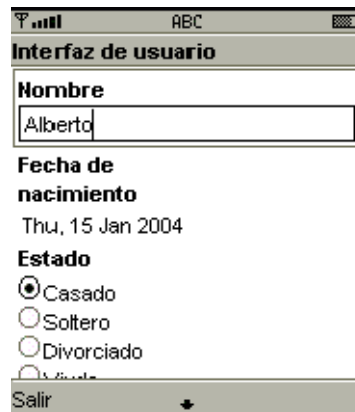 ABC
Interfaz de usuario
Nombre
Alberto
Fecha de
nacimiento
Thu, 15 Jan 2004
Estado
Casado
Soltero
Divorciado
Salir